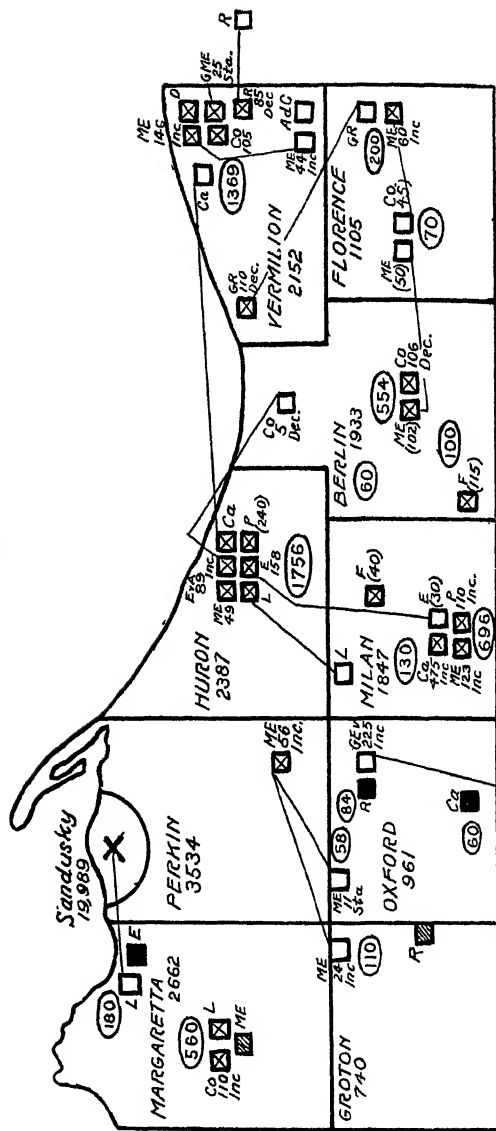 Sandusky
19,989
MARGARETTA
2662
180
L
E
560
Co
110
Inc
L
ME
PERKIN
3534
ME
56
Inc.
HURON
2387
ME
49
EvA
89
Inc
Ca
L
E
158
P
(240)
1756
Co
5
Dec.
VERMILION
2152
GR
110
Dec.
Ca
1369
ME
146
Inc
D
Co
105
GME
25
Sta.
R
85
Dec
R
ME
44
Inc
AdC
GROTON
740
ME
24
Inc
110
R
OXFORD
961
ME
11
Sta
58
84
R
GEv
225
Inc
60
Ca
MILAN
1847
L
E
(40)
130
Ca
475
Inc
E
(30)
ME
123
Inc
P
110
Inc.
696
BERLIN
1933
60
100
F
(115)
554
ME
(102)
Co
106
Dec.
FLORENCE
1105
GR
200
ME
60
Inc
ME
(50)
Co
(45)
70